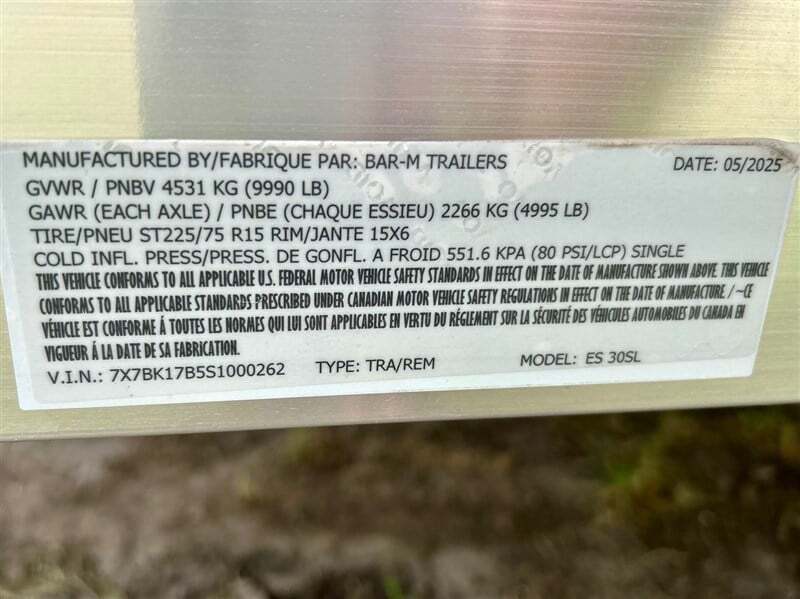 MANUFACTURED BY/FABRIQUE PAR: BAR-M TRAILERS DATE: 05/2025
GVWR / PNBV 4531 KG (9990 LB)
GAWR (EACH AXLE) / PNBE (CHAQUE ESSIEU) 2266 KG (4995 LB)
TIRE/PNEU ST225/75 R15 RIM/JANTE 15X6
COLD INFL. PRESS/PRESS. DE GONFL. A FROID 551.6 KPA (80 PSI/LCP) SINGLE
THIS VEHICLE CONFORMS TO ALL APPLICABLE U.S. FEDERAL MOTOR VEHICLE SAFETY STANDARDS IN EFFECT ON THE DATE OF MANUFACTURE SHOWN ABOVE. THIS VEHICLE
CONFORMS TO ALL APPLICABLE STANDARDS PRESCRIBED UNDER CANADIAN MOTOR VEHICLE SAFETY REGULATIONS IN EFFECT ON THE DATE OF MANUFACTURE. / ~CE
VÉHICLE EST CONFORME À TOUTES LES NORMES QUI LUI SONT APPLICABLES EN VERTU DU RÉGLEMENT SUR LA SÉCURITÉ DES VÉHICULES AUTOMOBILES DU CANADA EN
VIGUEUR À LA DATE DE SA FABRICATION
V.I.N.: 7X7BK17B5S1000262 TYPE: TRA/REM MODEL: ES 30SL